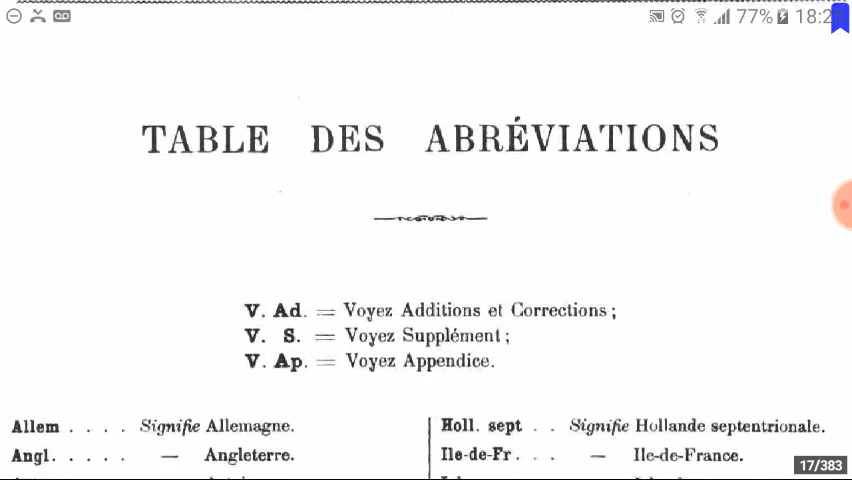 77% 18:2
TABLE DES ABRÉVIATIONS
V. Ad. = Voyez Additions et Corrections ;
V. S. = Voyez Supplément ;
V. Ap. = Voyez Appendice.
Allem . . . . Signifie Allemagne.
Angl. . . . . . — Angleterre.
Holl. sept . . Signifie Hollande septentrionale.
Ile-de-Fr . . . — Ile-de-France.
17/383